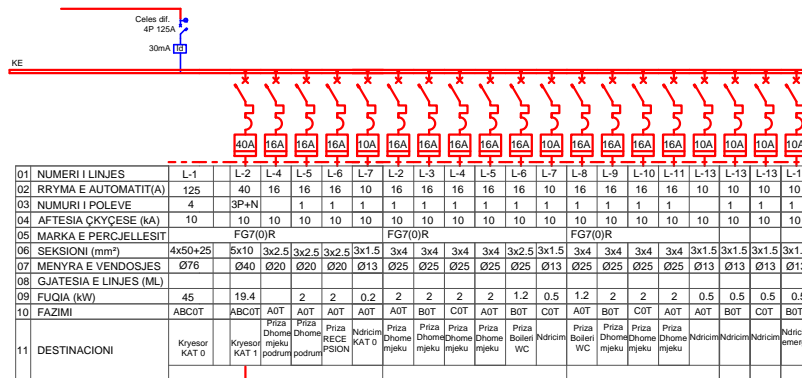 Celes dif.
4P 125A
30mA Id
KE
40A 16A 16A 16A 10A 16A 16A 16A 16A 16A 10A 16A 16A 16A 16A 10A 10A 10A 10A
01 NUMERI I LINJES L-1 L-2 L-4 L-5 L-6 L-7 L-2 L-3 L-4 L-5 L-6 L-7 L-8 L-9 L-10 L-11 L-13 L-13 L-13
02 RRYMA E AUTOMATIT(A) 125 40 16 16 16 10 16 16 16 16 16 10 16 16 16 16 10 10 10 10
03 NUMURI I POLEVE 4 3P+N 1 1 1 1 1 1 1 1 1 1 1 1 1 1 1 1
04 AFTESIA ÇKYÇESE (kA) 10 10 10 10 10 10 10 10 10 10 10 10 10 10 10 10 10 10 10 10
05 MARKA E PERCJELLESIT FG7(0)R FG7(0)R FG7(0)R
06 SEKSIONI (mm²) 4x50+25 5x10 3x2.5 3x2.5 3x2.5 3x1.5 3x4 3x4 3x4 3x4 3x2.5 3x1.5 3x4 3x4 3x4 3x4 3x1.5 3x1.5 3x1.5
07 MENYRA E VENDOSJES Ø76 Ø40 Ø20 Ø20 Ø20 Ø13 Ø25 Ø25 Ø25 Ø25 Ø25 Ø13 Ø25 Ø25 Ø25 Ø25 Ø13 Ø13 Ø13
08 GJATESIA E LINJES (ML)
09 FUQIA (kW) 45 19.4 2 2 0.2 2 2 2 2 1.2 0.5 1.2 2 2 2 0.5 0.5 0.5
10 FAZIMI ABC0T ABC0T A0T A0T A0T A0T A0T B0T C0T A0T B0T C0T A0T B0T C0T A0T A0T B0T C0T
11 DESTINACIONI
Kryesor
KAT 0
Kryesor
KAT 1
Priza
Dhome
mjeku
podrum
Priza
Dhome
podrum
Priza
RECE
PSION
Ndricim
KAT 0
Priza
Dhome
mjeku
Priza
Dhome
mjeku
Priza
Dhome
mjeku
Priza
Dhome
mjeku
Priza
Boileri
WC
Ndricim
Priza
Boileri
WC
Priza
Dhome
mjeku
Priza
Dhome
mjeku
Priza
Dhome
mjeku
Ndricim
Ndricim
Ndricim